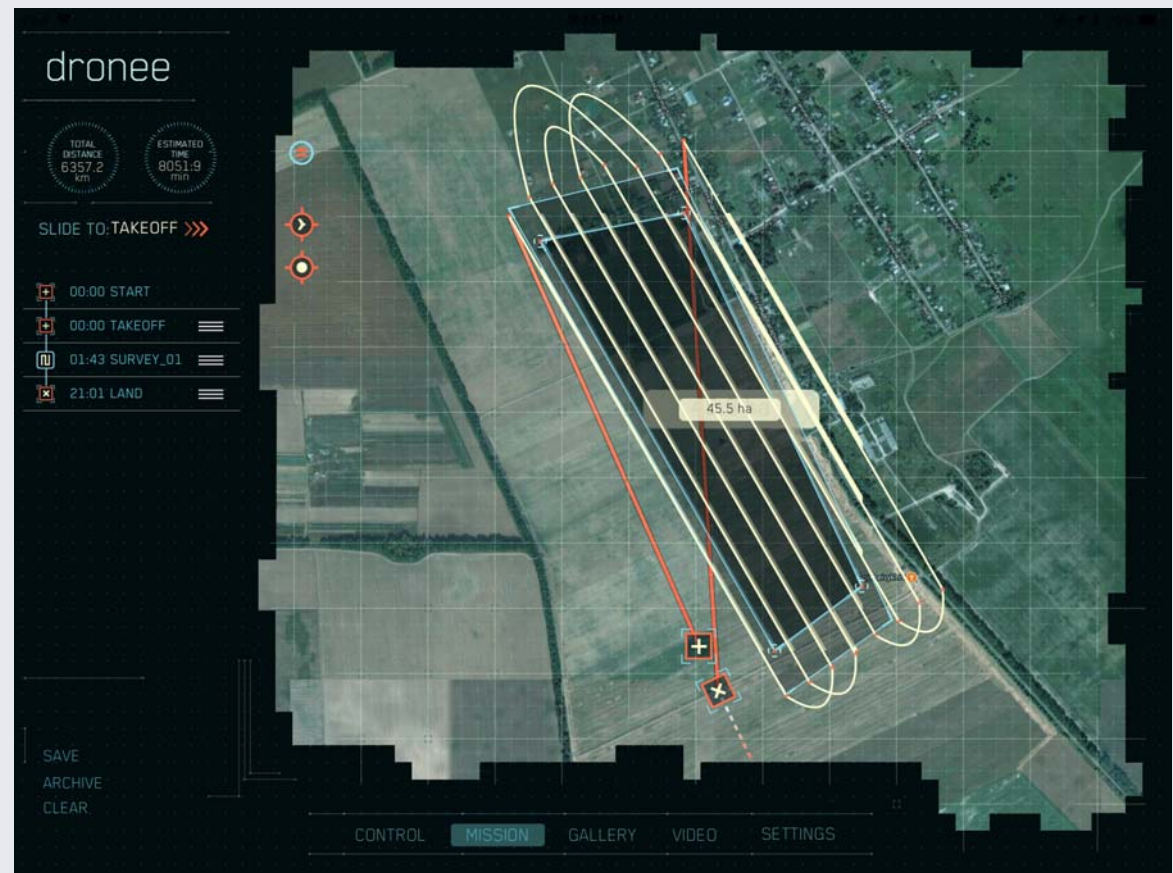 dronee
TOTAL
DISTANCE
6357.2
km
ESTIMATED
TIME
8051:9
min
SLIDE TO: TAKEOFF
00:00 START
00:00 TAKEOFF
01:43 SURVEY_01
21:01 LAND
45.5 ha
SAVE
ARCHIVE
CLEAR
CONTROL MISSION GALLERY VIDEO SETTINGS